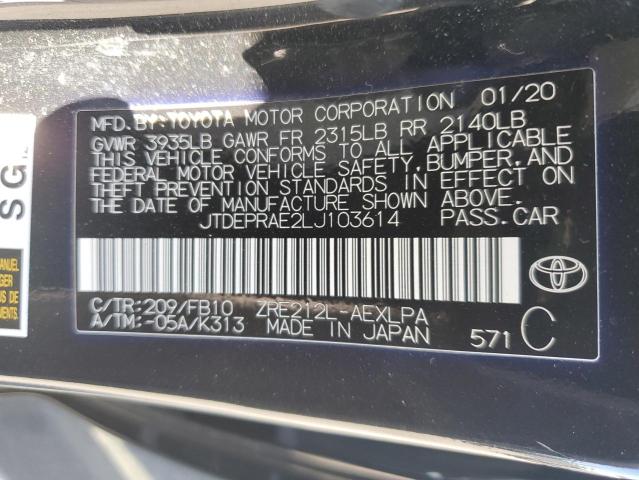 MFD.BY:TOYOTA MOTOR CORPORATION 01/20
GVWR 3935LB GAWR FR 2315LB RR 2140LB
THIS VEHICLE CONFORMS TO ALL APPLICABLE
FEDERAL MOTOR VEHICLE SAFETY, BUMPER, AND
THEFT PREVENTION STANDARDS IN EFFECT ON
THE DATE OF MANUFACTURE SHOWN ABOVE.
JTDEPRAE2LJ103614 PASS.CAR
C/TR:209/FB10 ZRE212L-AEXLPA
A/TM:-05A/K313 MADE IN JAPAN 571 C
SG
MANUEL